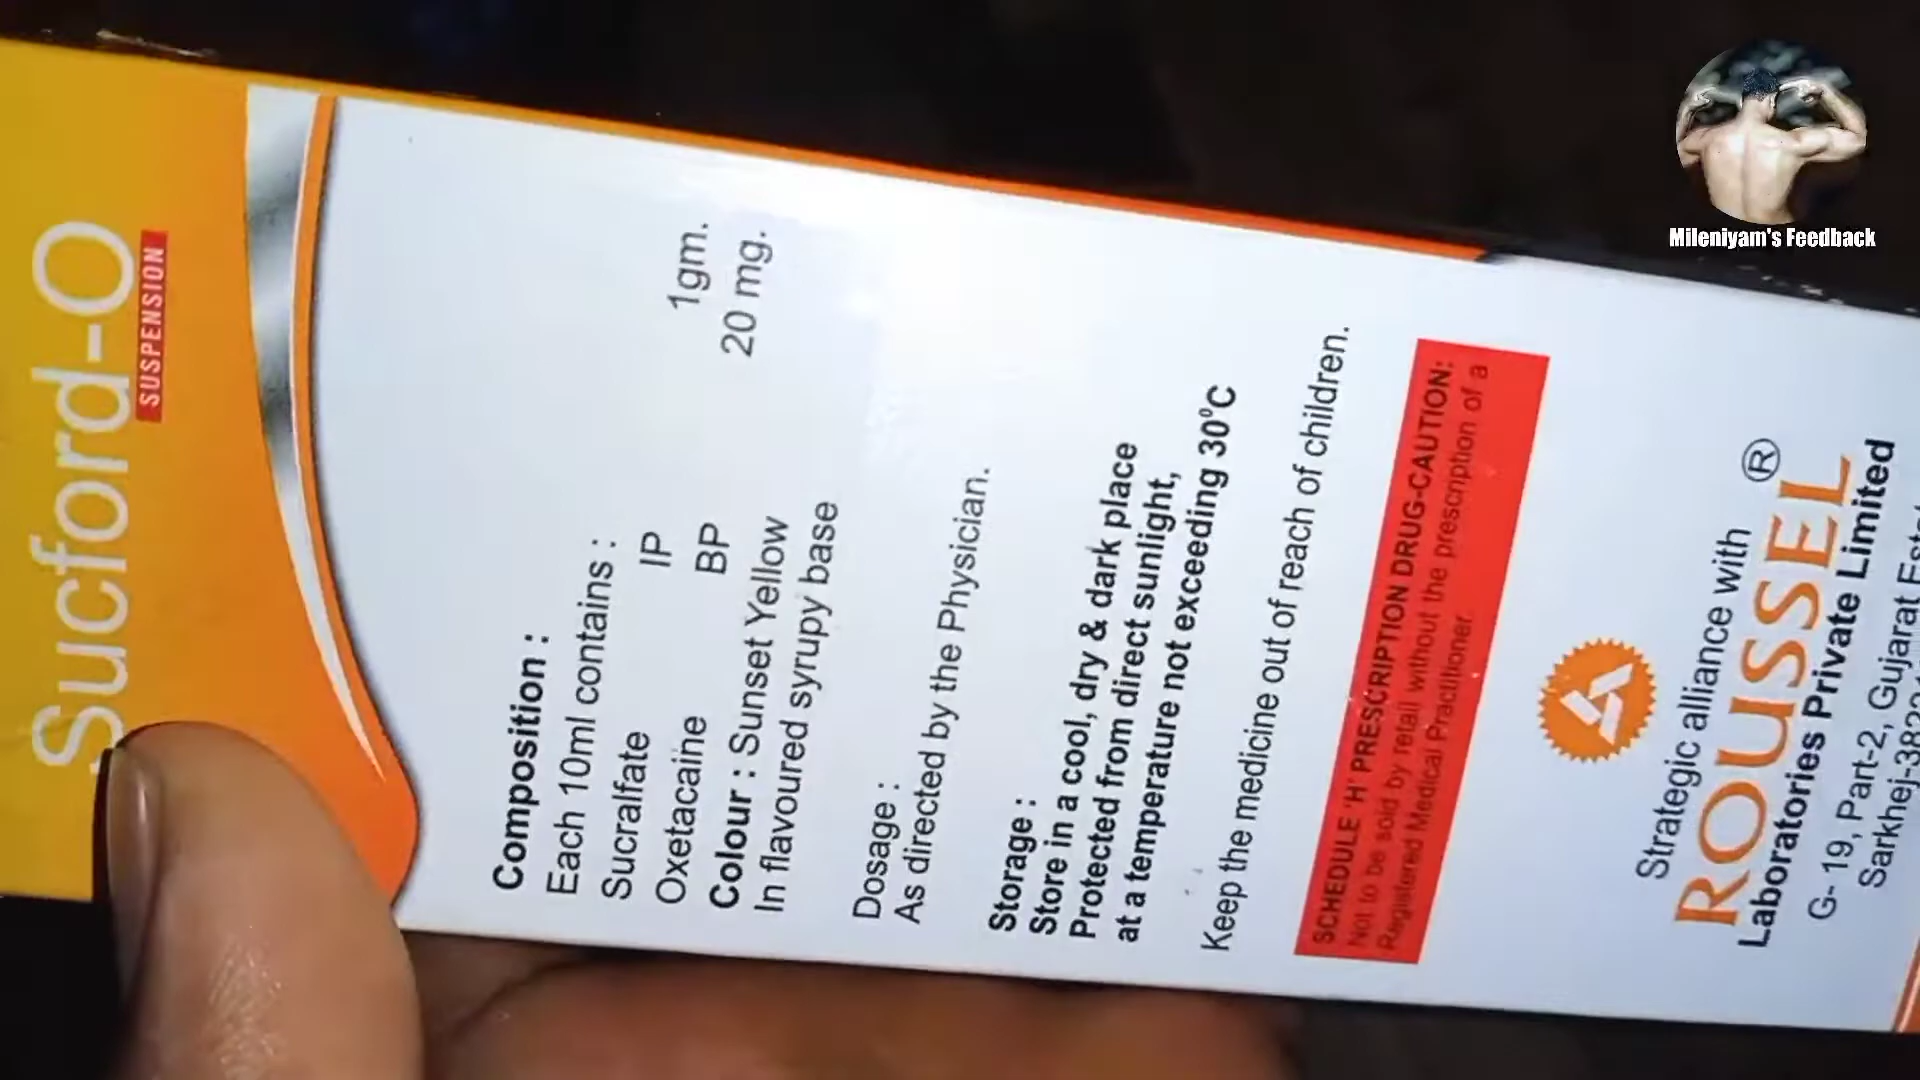 Sucford-O
SUSPENSION
Composition :
Each 10ml contains :
Sucralfate IP 1gm.
Oxetacaine BP 20 mg.
Colour : Sunset Yellow
In flavoured syrupy base
Dosage :
As directed by the Physician.
Storage :
Store in a cool, dry & dark place
Protected from direct sunlight,
at a temperature not exceeding 30°C
Keep the medicine out of reach of children.
SCHEDULE 'H' PRESCRIPTION DRUG-CAUTION:
Not to be sold by retail without the prescription of a
Registered Medical Practitioner.
Strategic alliance with
ROUSSEL®
Laboratories Private Limited
G- 19, Part-2, Gujarat
Mileniyam's Feedback